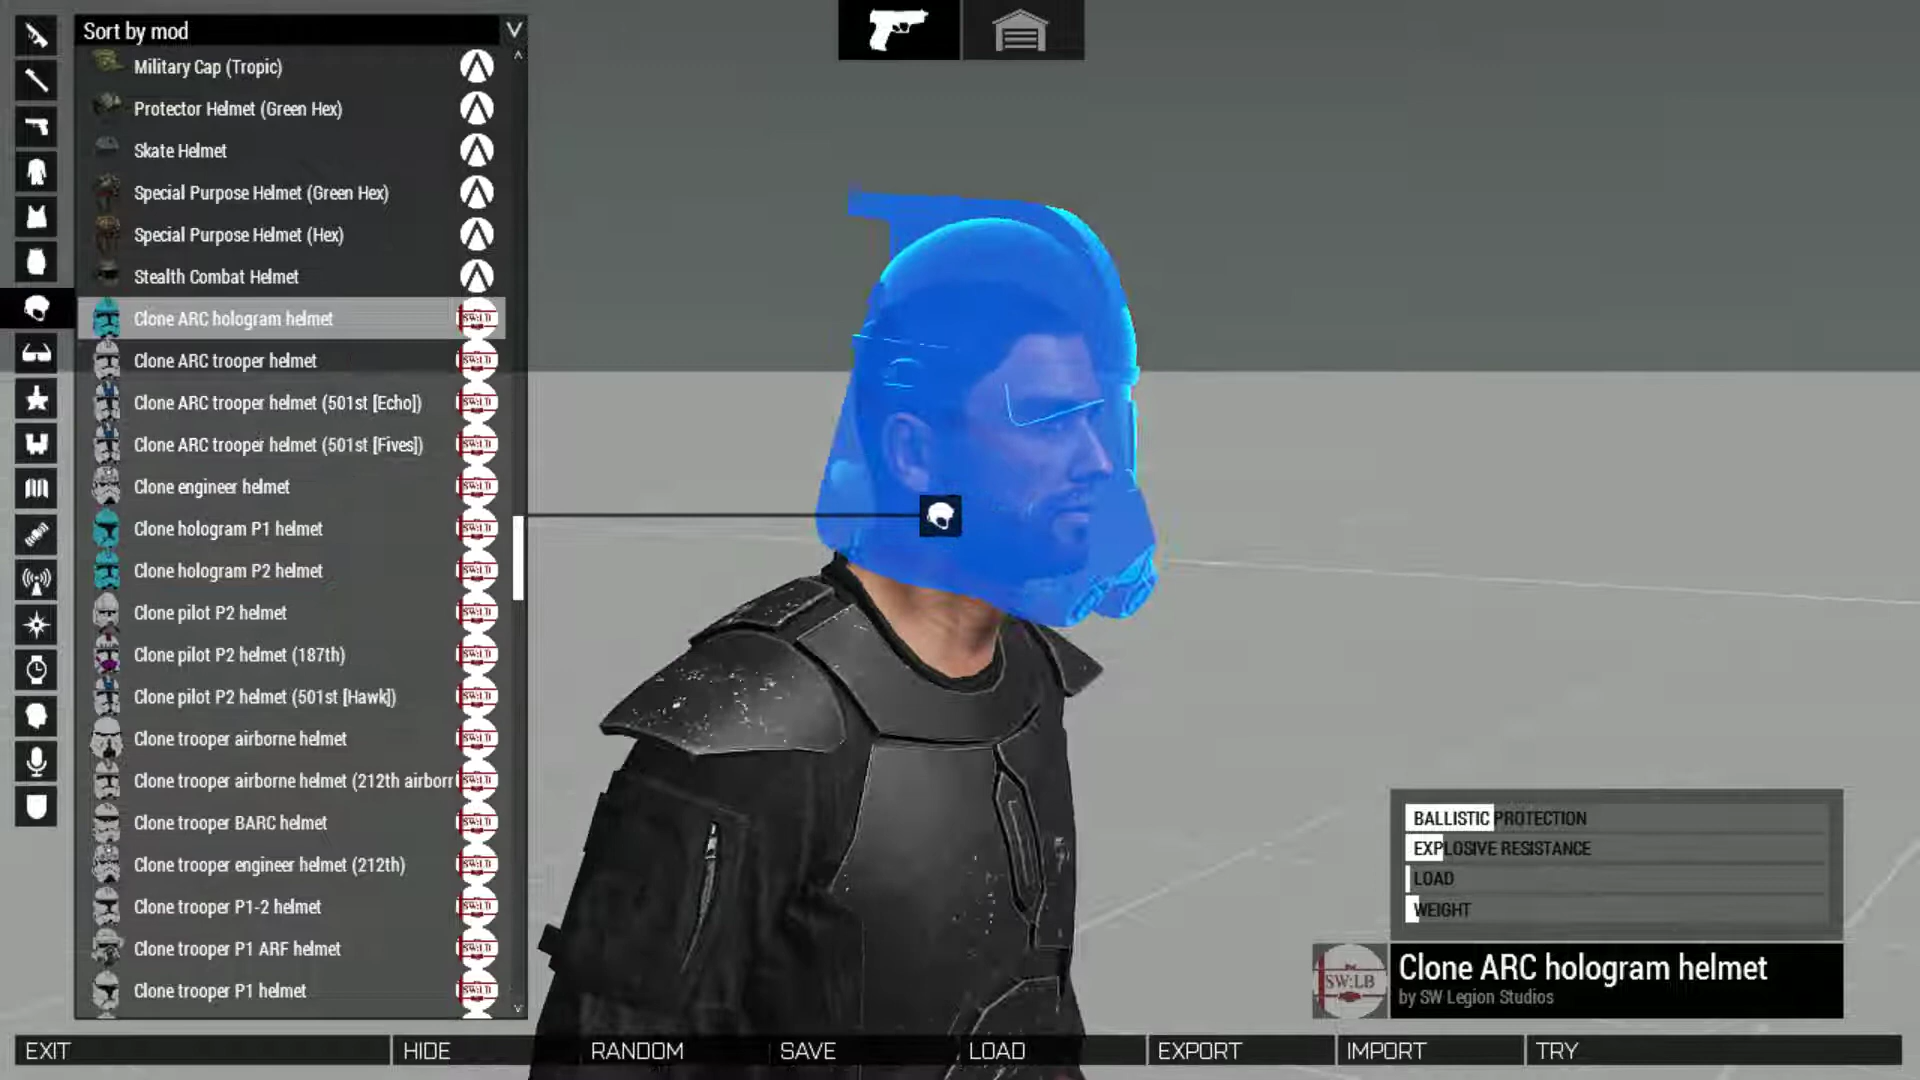 Sort by mod
Military Cap (Tropic)
Protector Helmet (Green Hex)
Skate Helmet
Special Purpose Helmet (Green Hex)
Special Purpose Helmet (Hex)
Stealth Combat Helmet
Clone ARC hologram helmet
Clone ARC trooper helmet
Clone ARC trooper helmet (501st [Echo])
Clone ARC trooper helmet (501st [Fives])
Clone engineer helmet
Clone hologram P1 helmet
Clone hologram P2 helmet
Clone pilot P2 helmet
Clone pilot P2 helmet (187th)
Clone pilot P2 helmet (501st [Hawk])
Clone trooper airborne helmet
Clone trooper airborne helmet (212th airborr
Clone trooper BARC helmet
Clone trooper engineer helmet (212th)
Clone trooper P1-2 helmet
Clone trooper P1 ARF helmet
Clone trooper P1 helmet
BALLISTIC PROTECTION
EXPLOSIVE RESISTANCE
LOAD
WEIGHT
SW:LB
Clone ARC hologram helmet
by SW Legion Studios
EXIT
HIDE
RANDOM
SAVE
LOAD
EXPORT
IMPORT
TRY